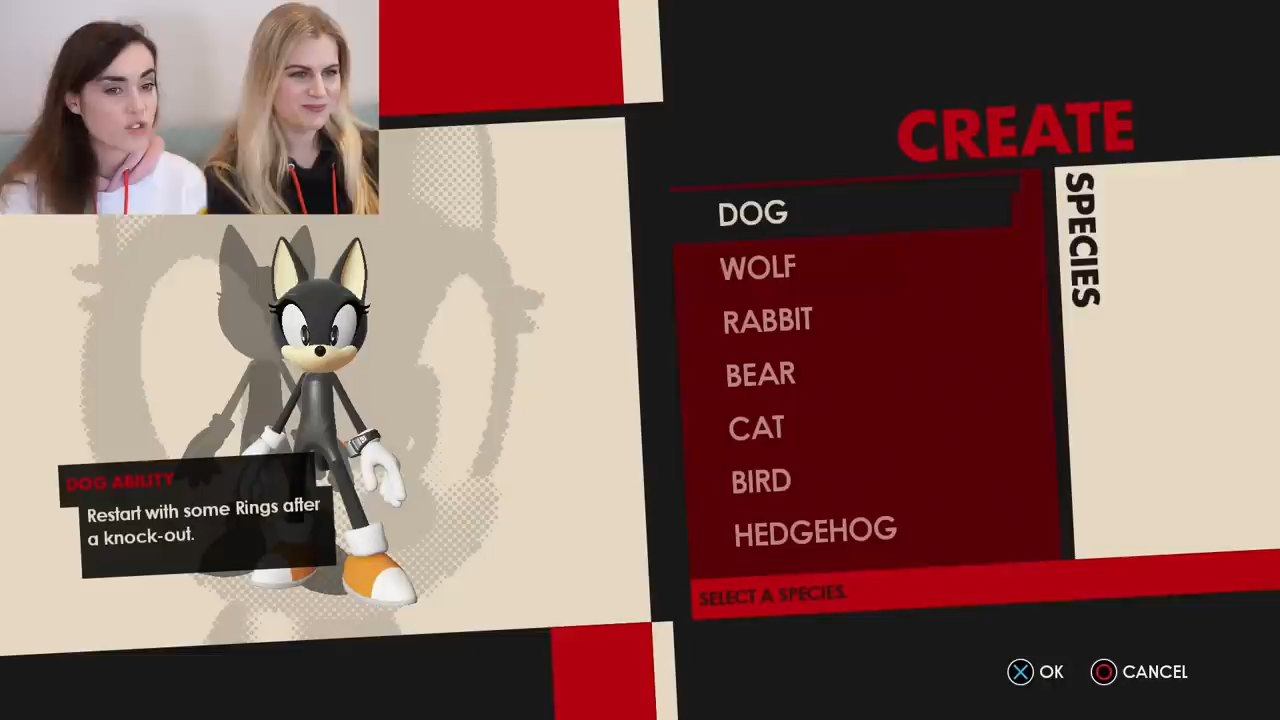 CREATE
SPECIES
DOG
WOLF
RABBIT
BEAR
CAT
BIRD
HEDGEHOG
DOG ABILITY
Restart with some Rings after
a knock-out.
SELECT A SPECIES.
OK
CANCEL